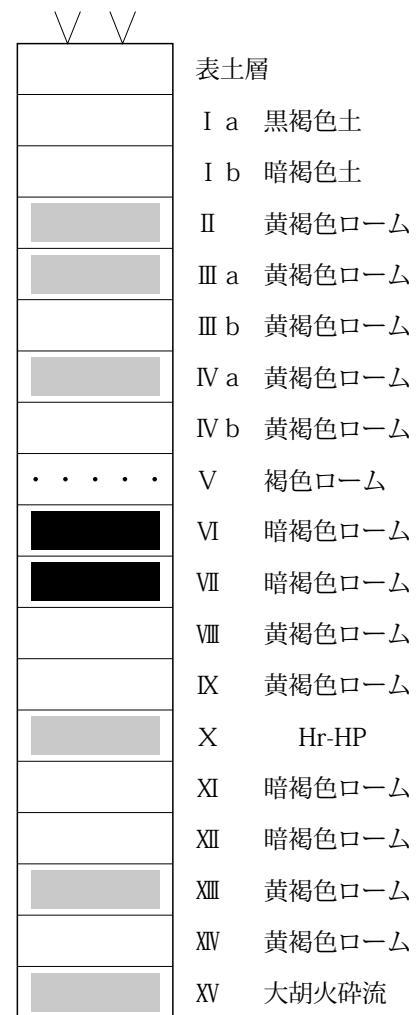 表土層
Ⅰa 黒褐色土
Ⅰb 暗褐色土
Ⅱ 黄褐色ローム
Ⅲa 黄褐色ローム
Ⅲb 黄褐色ローム
Ⅳa 黄褐色ローム
Ⅳb 黄褐色ローム
Ⅴ 褐色ローム
Ⅵ 暗褐色ローム
Ⅶ 暗褐色ローム
Ⅷ 黄褐色ローム
Ⅸ 黄褐色ローム
Ⅹ Hr-HP
Ⅺ 暗褐色ローム
Ⅻ 暗褐色ローム
XIII 黄褐色ローム
XIV 黄褐色ローム
XV 大胡火砕流